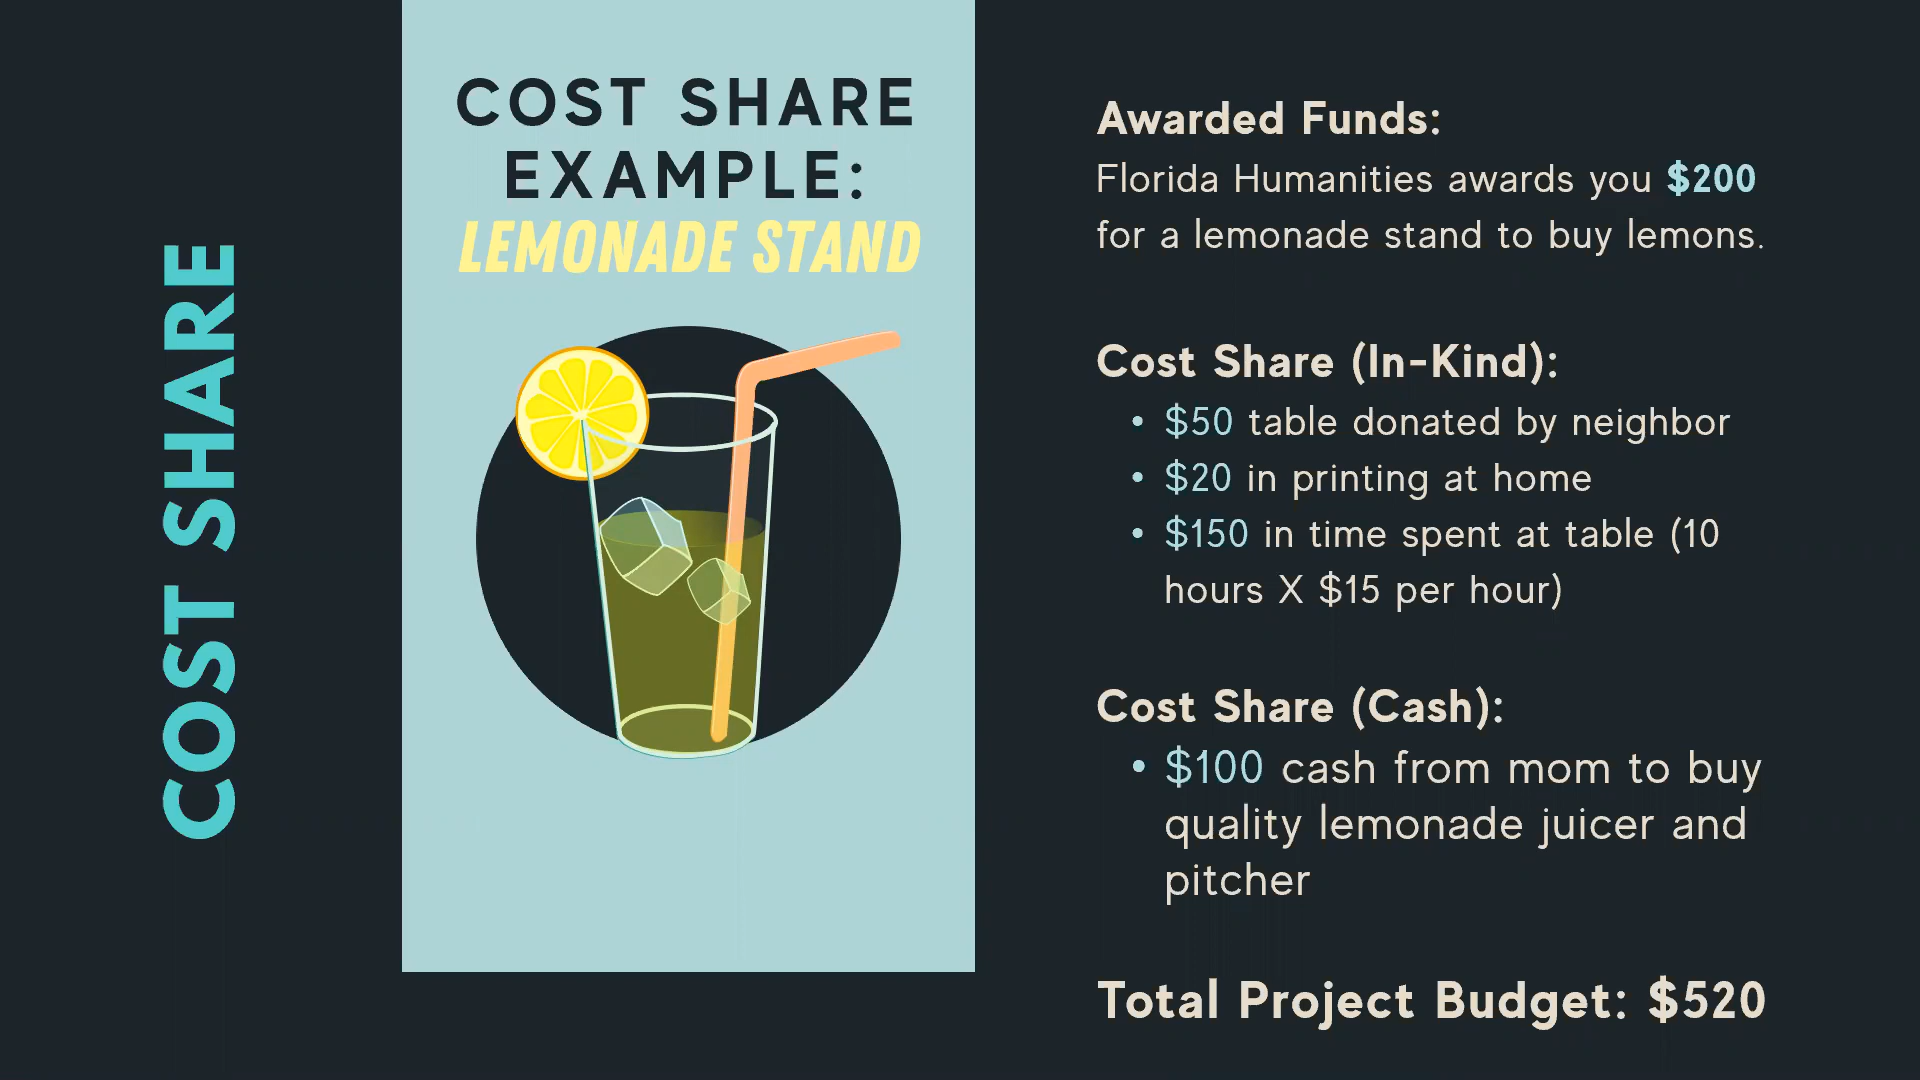 COST SHARE
COST SHARE
EXAMPLE:
LEMONADE STAND
Awarded Funds:
Florida Humanities awards you $200
for a lemonade stand to buy lemons.
Cost Share (In-Kind):
• $50 table donated by neighbor
• $20 in printing at home
• $150 in time spent at table (10
hours X $15 per hour)
Cost Share (Cash):
• $100 cash from mom to buy
quality lemonade juicer and
pitcher
Total Project Budget: $520